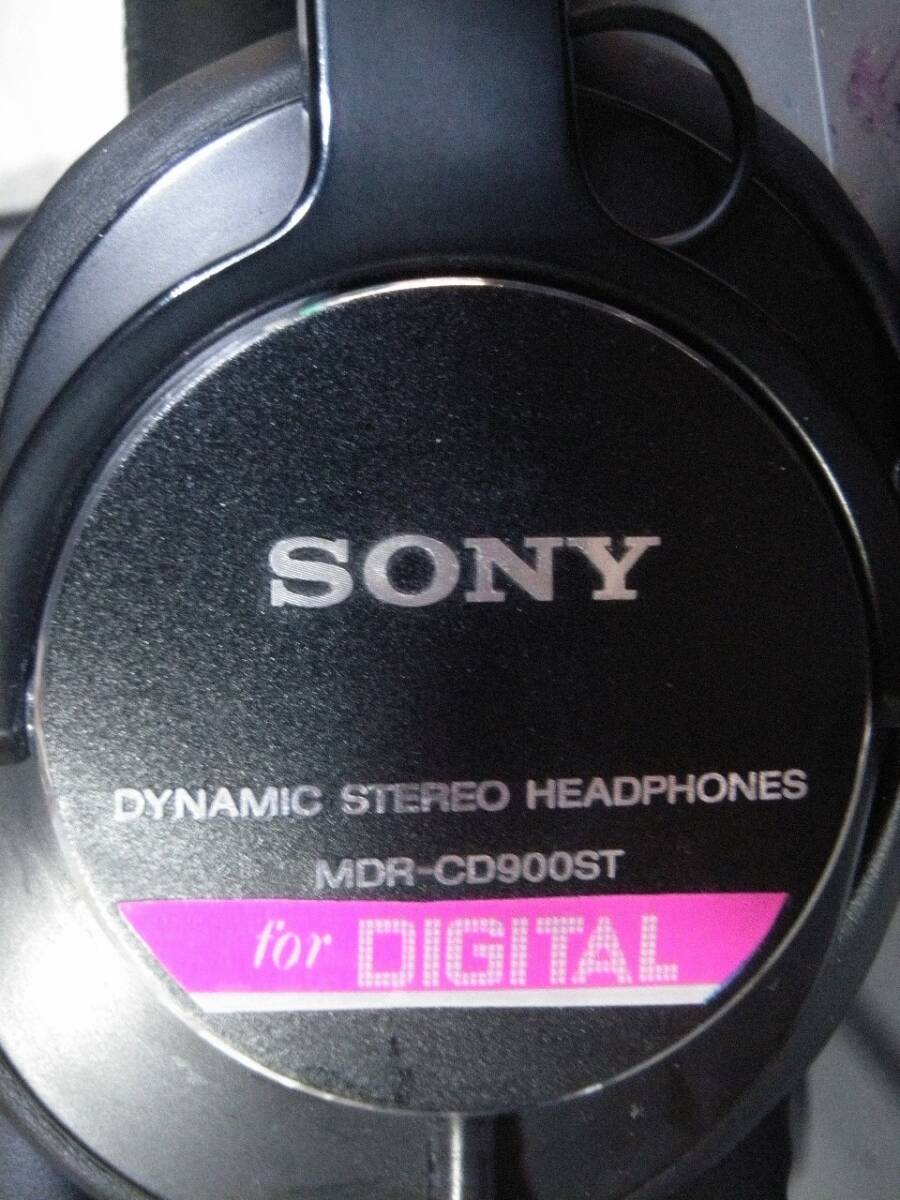 SONY
DYNAMIC STEREO HEADPHONES
MDR-CD900ST
for DIGITAL